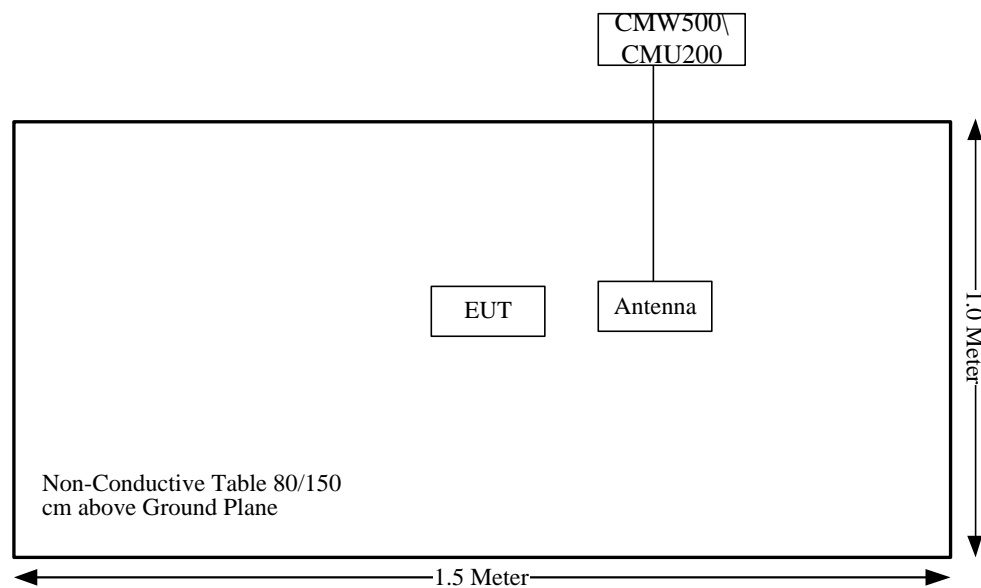 CMW500\
CMU200
EUT
Antenna
1.0 Meter
Non-Conductive Table 80/150
cm above Ground Plane
1.5 Meter